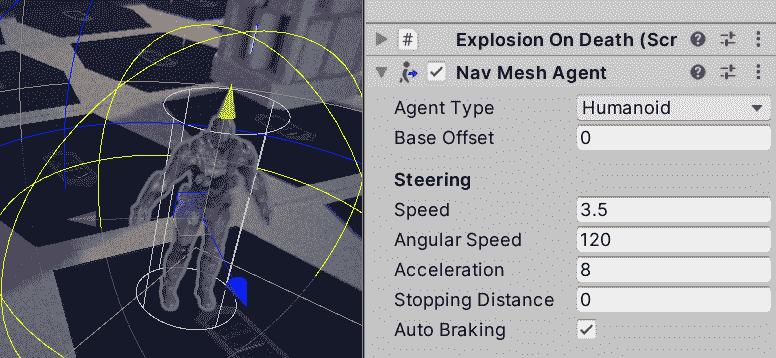 # Explosion On Death (Scr
Nav Mesh Agent
Agent Type Humanoid
Base Offset 0
Steering
Speed 3.5
Angular Speed 120
Acceleration 8
Stopping Distance 0
Auto Braking